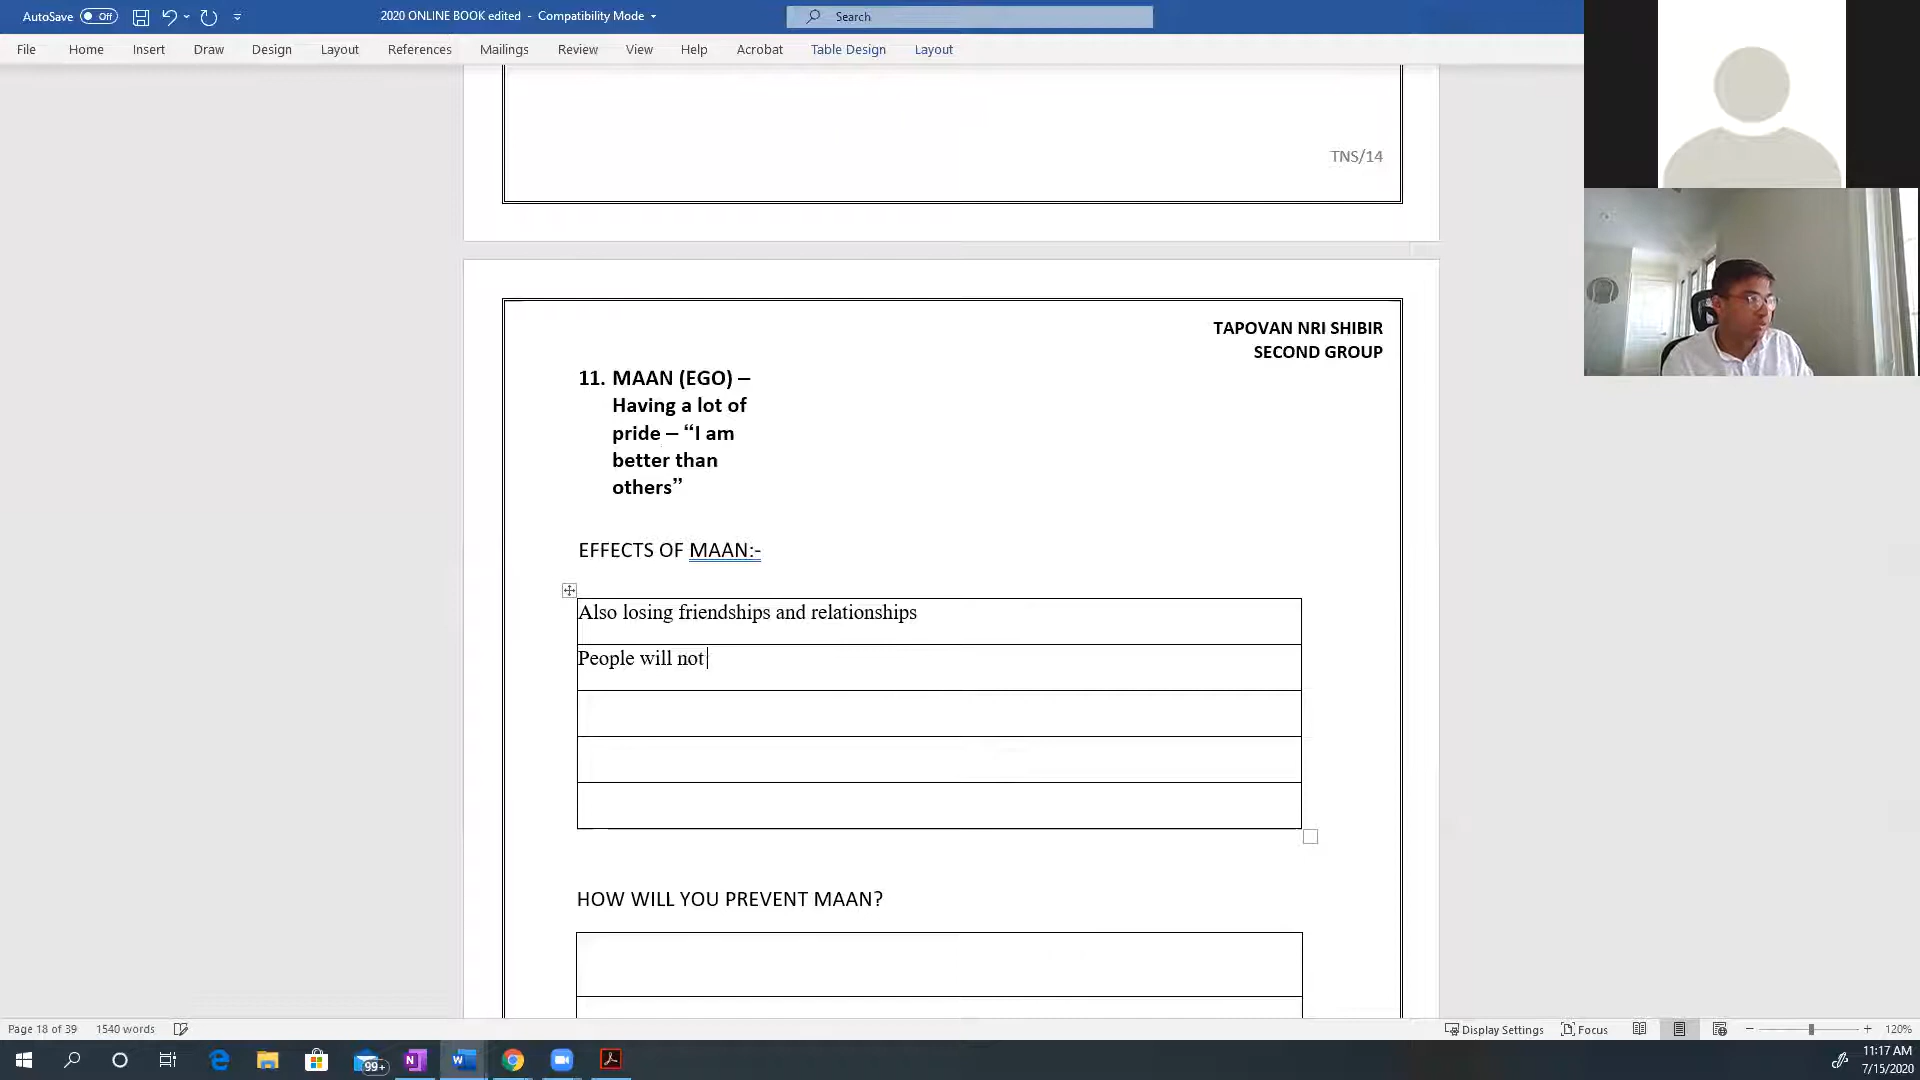 AutoSave Off 2020 ONLINE BOOK edited - Compatibility Mode Search
File Home Insert Draw Design Layout References Mailings Review View Help Acrobat Table Design Layout
TNS/14
TAPOVAN NRI SHIBIR
SECOND GROUP
11. MAAN (EGO) –
Having a lot of
pride – “I am
better than
others”
EFFECTS OF MAAN:-
Also losing friendships and relationships
People will not
HOW WILL YOU PREVENT MAAN?
Page 18 of 39 1540 words Display Settings Focus 120%
99+
11:17 AM
7/15/2020